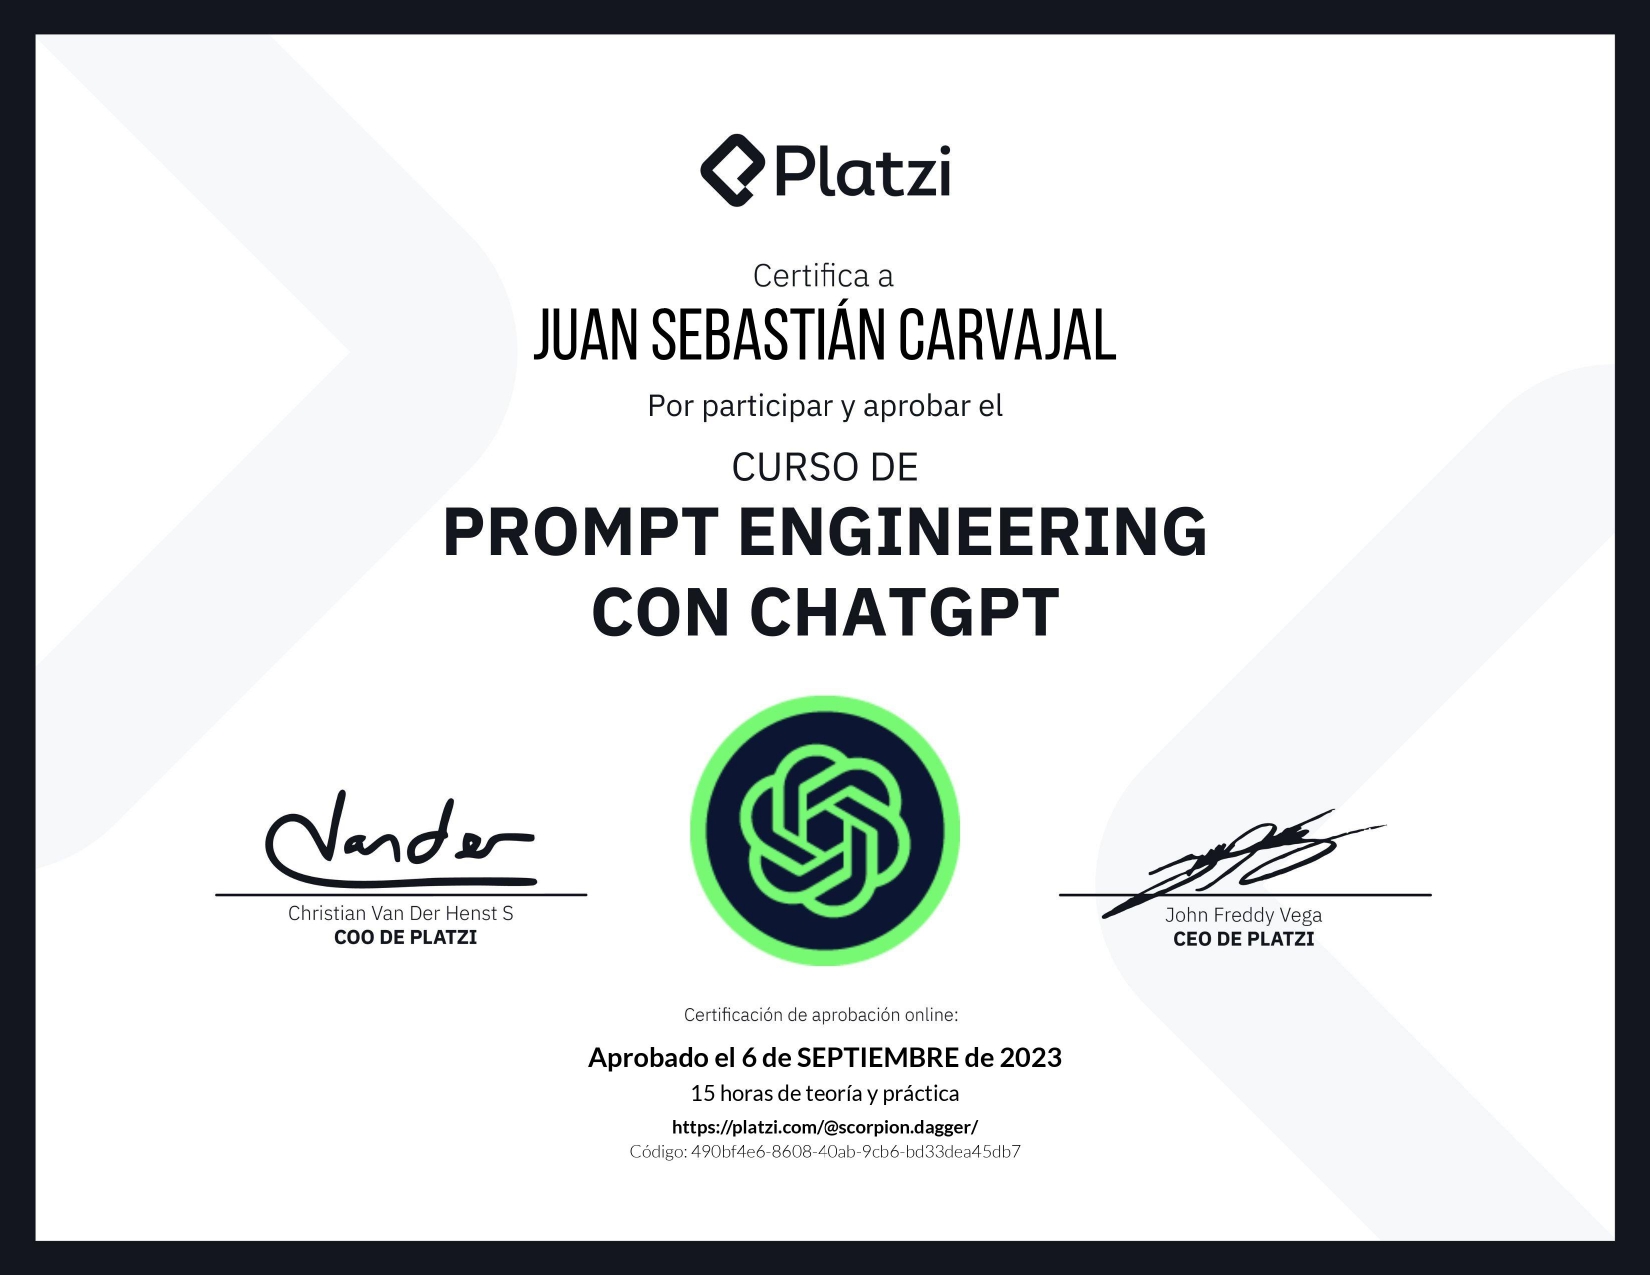 Platzi
Certifica a
JUAN SEBASTIÁN CARVAJAL
Por participar y aprobar el
CURSO DE
PROMPT ENGINEERING
CON CHATGPT
Vander
Christian Van Der Henst S
COO DE PLATZI
John Freddy Vega
CEO DE PLATZI
Certificación de aprobación online:
Aprobado el 6 de SEPTIEMBRE de 2023
15 horas de teoría y práctica
https://platzi.com/@scorpion.dagger/
Código: 490bf4e6-8608-40ab-9cb6-bd33dea45db7